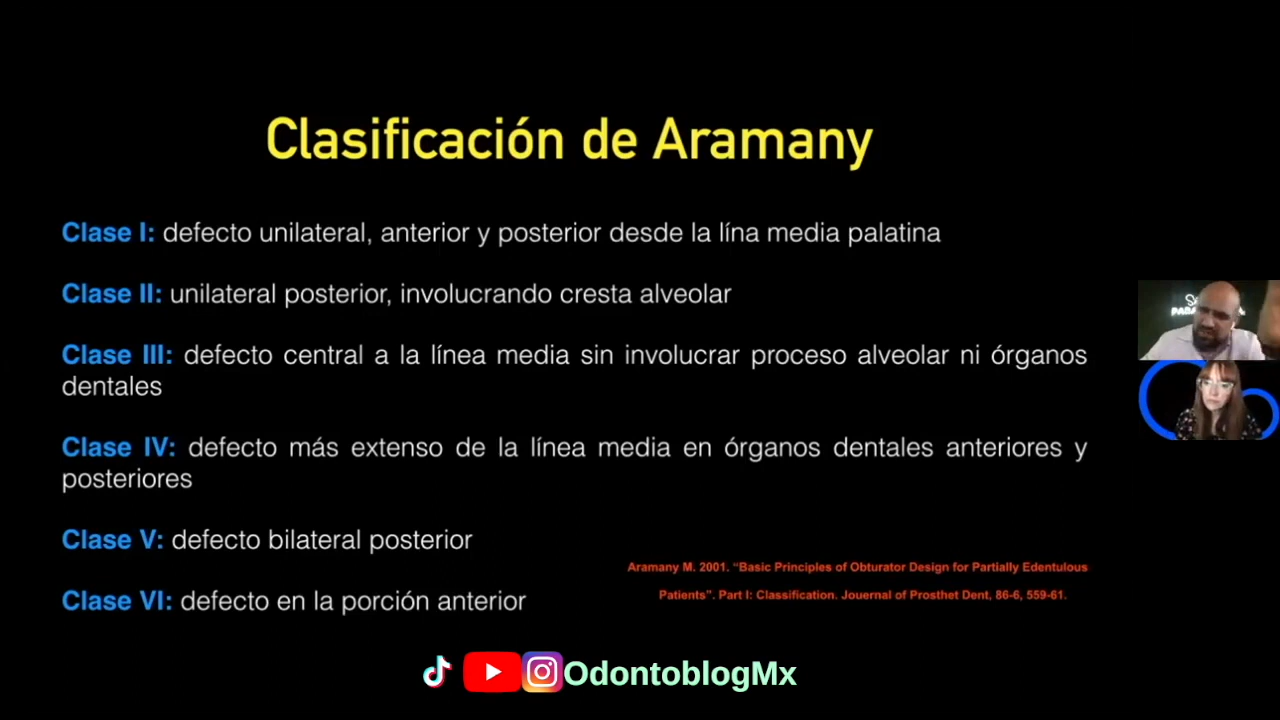 Clasificación de Aramany
Clase I: defecto unilateral, anterior y posterior desde la lína media palatina
Clase II: unilateral posterior, involucrando cresta alveolar
Clase III: defecto central a la línea media sin involucrar proceso alveolar ni órganos
dentales
Clase IV: defecto más extenso de la línea media en órganos dentales anteriores y
posteriores
Clase V: defecto bilateral posterior
Clase VI: defecto en la porción anterior
Aramany M. 2001. “Basic Principles of Obturator Design for Partially Edentulous
Patients”. Part I: Classification. Jouernal of Prosthet Dent, 86-6, 559-61.
OdontoblogMx